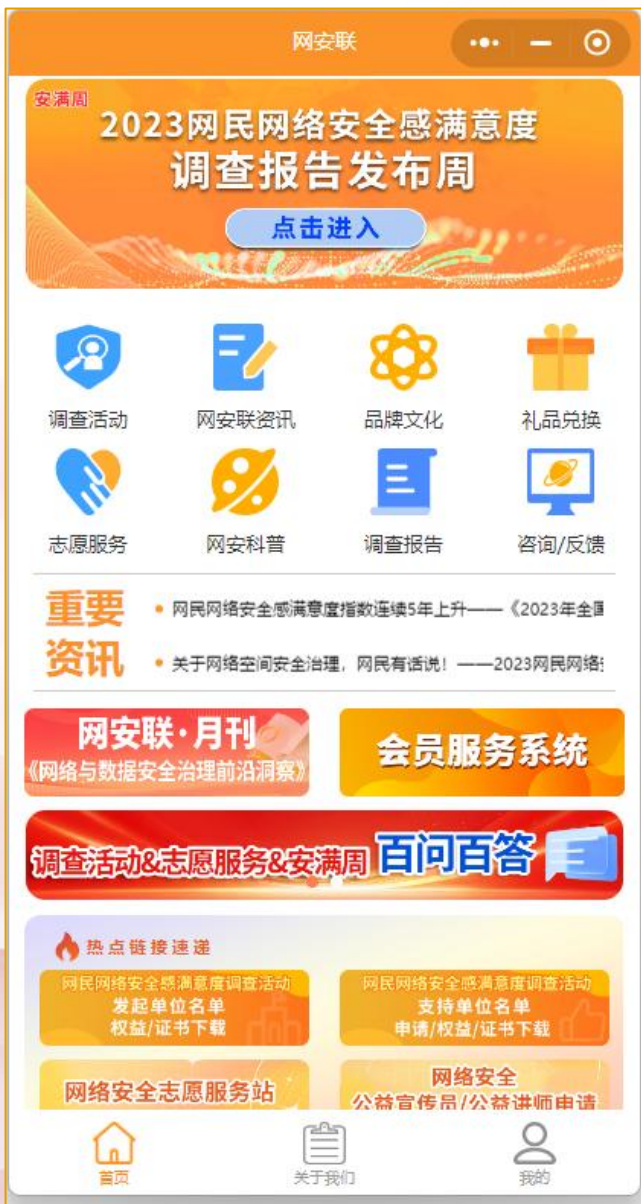 网安联
安满周
2023网民网络安全感满意度
调查报告发布周
点击进入
调查活动
网安联资讯
品牌文化
礼品兑换
志愿服务
网安科普
调查报告
咨询/反馈
重要
资讯
网民网络安全感满意度指数连续5年上升——《2023年全国
关于网络空间安全治理，网民有话说！——2023网民网络安
网安联·月刊
《网络与数据安全治理前沿洞察》
会员服务系统
调查活动&志愿服务&安满周 百问百答
热点链接速递
网民网络安全感满意度调查活动
发起单位名单
权益/证书下载
网民网络安全感满意度调查活动
支持单位名单
申请/权益/证书下载
网络安全志愿服务站
网络安全
公益宣传员/公益讲师申请
首页
关于我们
我的